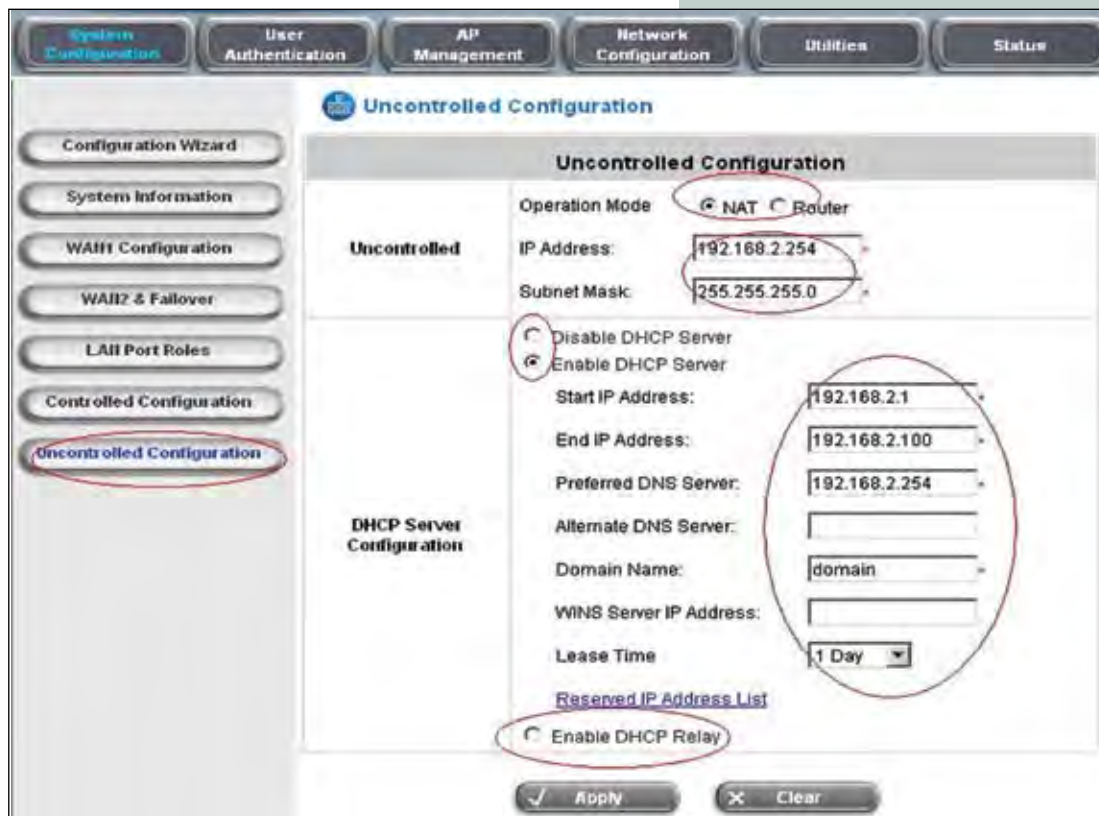 System Configuration
User Authentication
AP Management
Network Configuration
Utilities
Status
Uncontrolled Configuration
Configuration Wizard
System Information
WAN1 Configuration
WAN2 & Failover
LAN Port Roles
Controlled Configuration
Uncontrolled Configuration
Uncontrolled Configuration
Uncontrolled
Operation Mode NAT Router
IP Address: 192.168.2.254 *
Subnet Mask: 255.255.255.0 *
DHCP Server Configuration
Disable DHCP Server
Enable DHCP Server
Start IP Address: 192.168.2.1 *
End IP Address: 192.168.2.100 *
Preferred DNS Server: 192.168.2.254 *
Alternate DNS Server:
Domain Name: domain *
WINS Server IP Address:
Lease Time 1 Day
Reserved IP Address List
Enable DHCP Relay
Apply
Clear